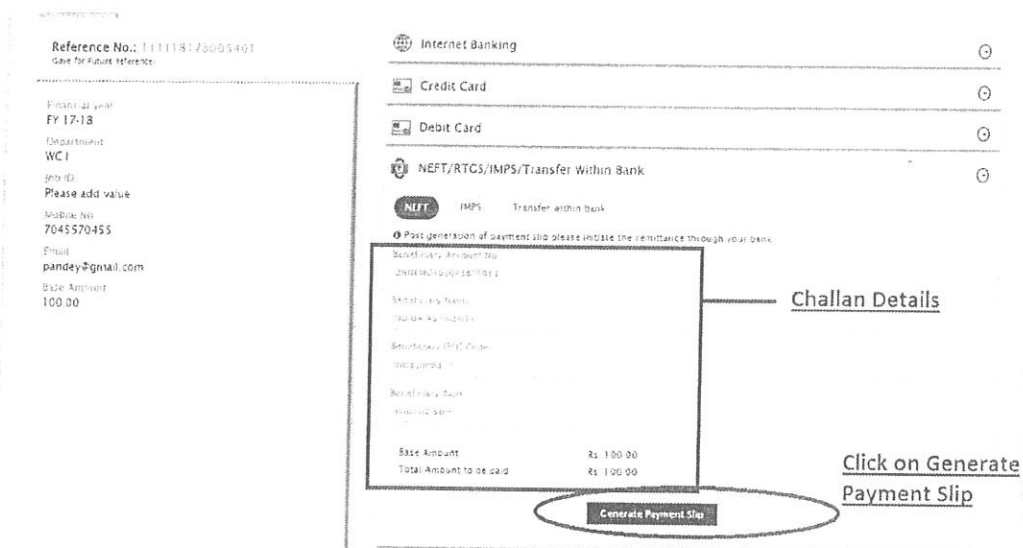 Reference No.: 111118173005401
(Save for Future Reference)
Financial year
FY 17-18
Department
WC I
Job ID
Please add value
Mobile No
7045570455
Email
pandey@gmail.com
Base Amount
100.00
Internet Banking
Credit Card
Debit Card
NEFT/RTGS/IMPS/Transfer Within Bank
NEFT IMPS Transfer within bank
Post generation of payment slip please initiate the remittance through your bank
Beneficiary Account No
Beneficiary Name
Beneficiary IFSC Code
Beneficiary Bank
Base Amount Rs. 100.00
Total Amount to be paid Rs. 100.00
Generate Payment Slip
Challan Details
Click on Generate
Payment Slip